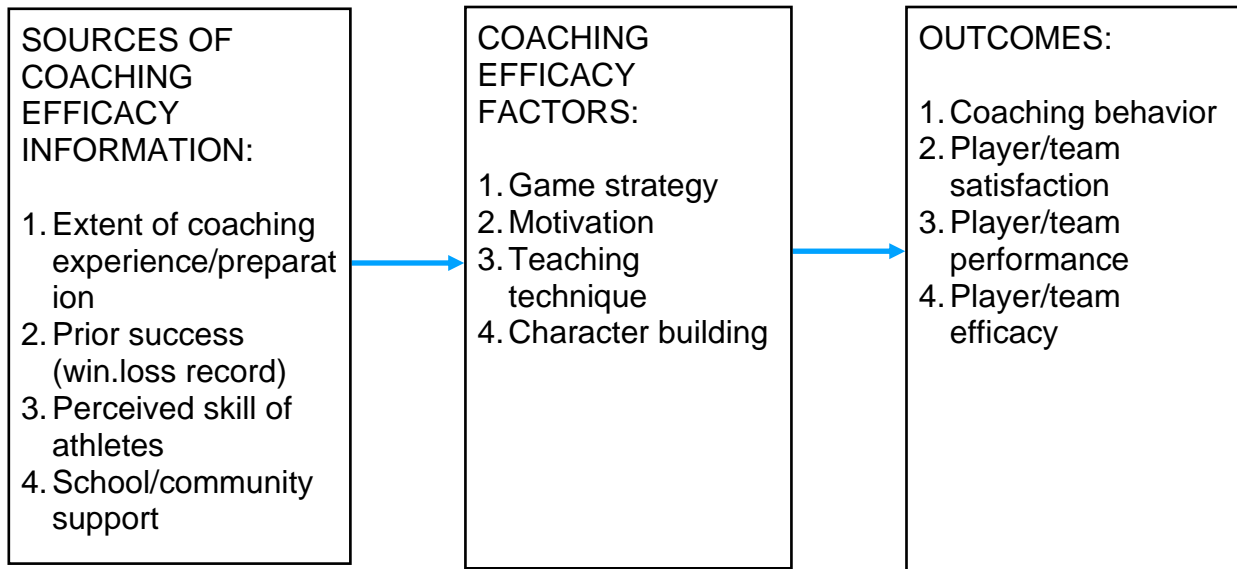 SOURCES OF
COACHING
EFFICACY
INFORMATION:
1. Extent of coaching
experience/preparat
ion
2. Prior success
(win.loss record)
3. Perceived skill of
athletes
4. School/community
support
COACHING
EFFICACY
FACTORS:
1. Game strategy
2. Motivation
3. Teaching
technique
4. Character building
OUTCOMES:
1. Coaching behavior
2. Player/team
satisfaction
3. Player/team
performance
4. Player/team
efficacy